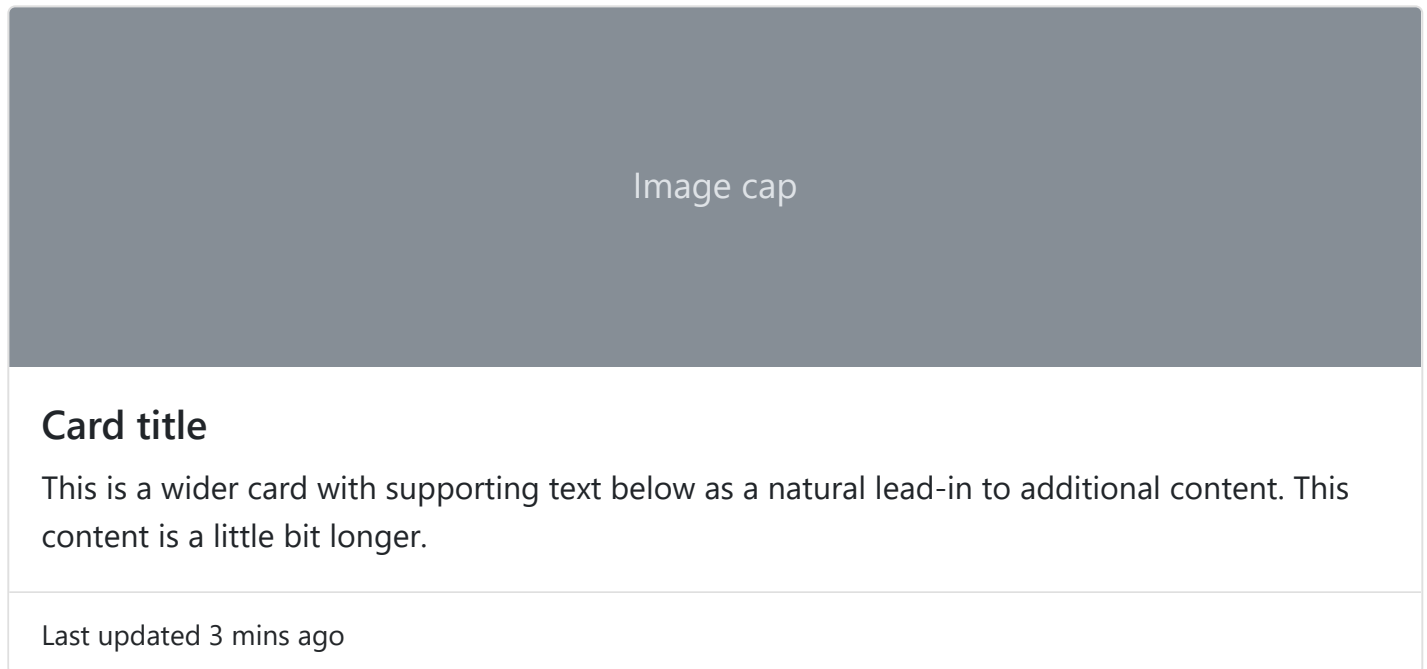 Image cap
Card title
This is a wider card with supporting text below as a natural lead-in to additional content. This
content is a little bit longer.
Last updated 3 mins ago